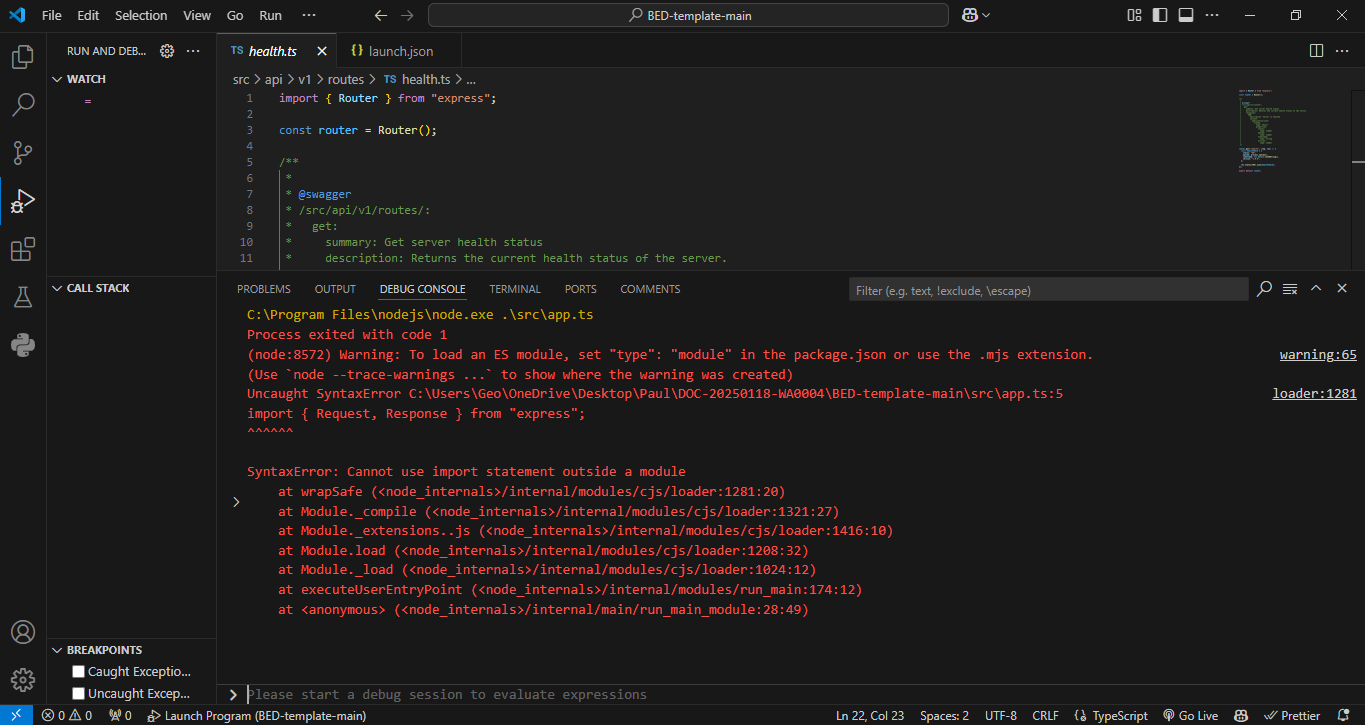 File Edit Selection View Go Run ··· BED-template-main
RUN AND DEB... ···
TS health.ts
{} launch.json
WATCH
=
src > api > v1 > routes > TS health.ts > ...
1 import { Router } from "express";
2
3 const router = Router();
4
5 /**
6 *
7 * @swagger
8 * /src/api/v1/routes/:
9 * get:
10 * summary: Get server health status
11 * description: Returns the current health status of the server.
CALL STACK
PROBLEMS OUTPUT DEBUG CONSOLE TERMINAL PORTS COMMENTS
Filter (e.g. text, !exclude, \escape)
C:\Program Files\nodejs\node.exe .\src\app.ts
Process exited with code 1
(node:8572) Warning: To load an ES module, set "type": "module" in the package.json or use the .mjs extension. warning:65
(Use `node --trace-warnings ...` to show where the warning was created)
Uncaught SyntaxError C:\Users\Geo\OneDrive\Desktop\Paul\DOC-20250118-WA0004\BED-template-main\src\app.ts:5 loader:1281
import { Request, Response } from "express";
^^^^^^
SyntaxError: Cannot use import statement outside a module
at wrapSafe (<node_internals>/internal/modules/cjs/loader:1281:20)
at Module._compile (<node_internals>/internal/modules/cjs/loader:1321:27)
at Module._extensions..js (<node_internals>/internal/modules/cjs/loader:1416:10)
at Module.load (<node_internals>/internal/modules/cjs/loader:1208:32)
at Module._load (<node_internals>/internal/modules/cjs/loader:1024:12)
at executeUserEntryPoint (<node_internals>/internal/modules/run_main:174:12)
at <anonymous> (<node_internals>/internal/main/run_main_module:28:49)
BREAKPOINTS
Caught Exceptio...
Uncaught Excep...
Please start a debug session to evaluate expressions
0 0 0 Launch Program (BED-template-main) Ln 22, Col 23 Spaces: 2 UTF-8 CRLF {} TypeScript Go Live Prettier